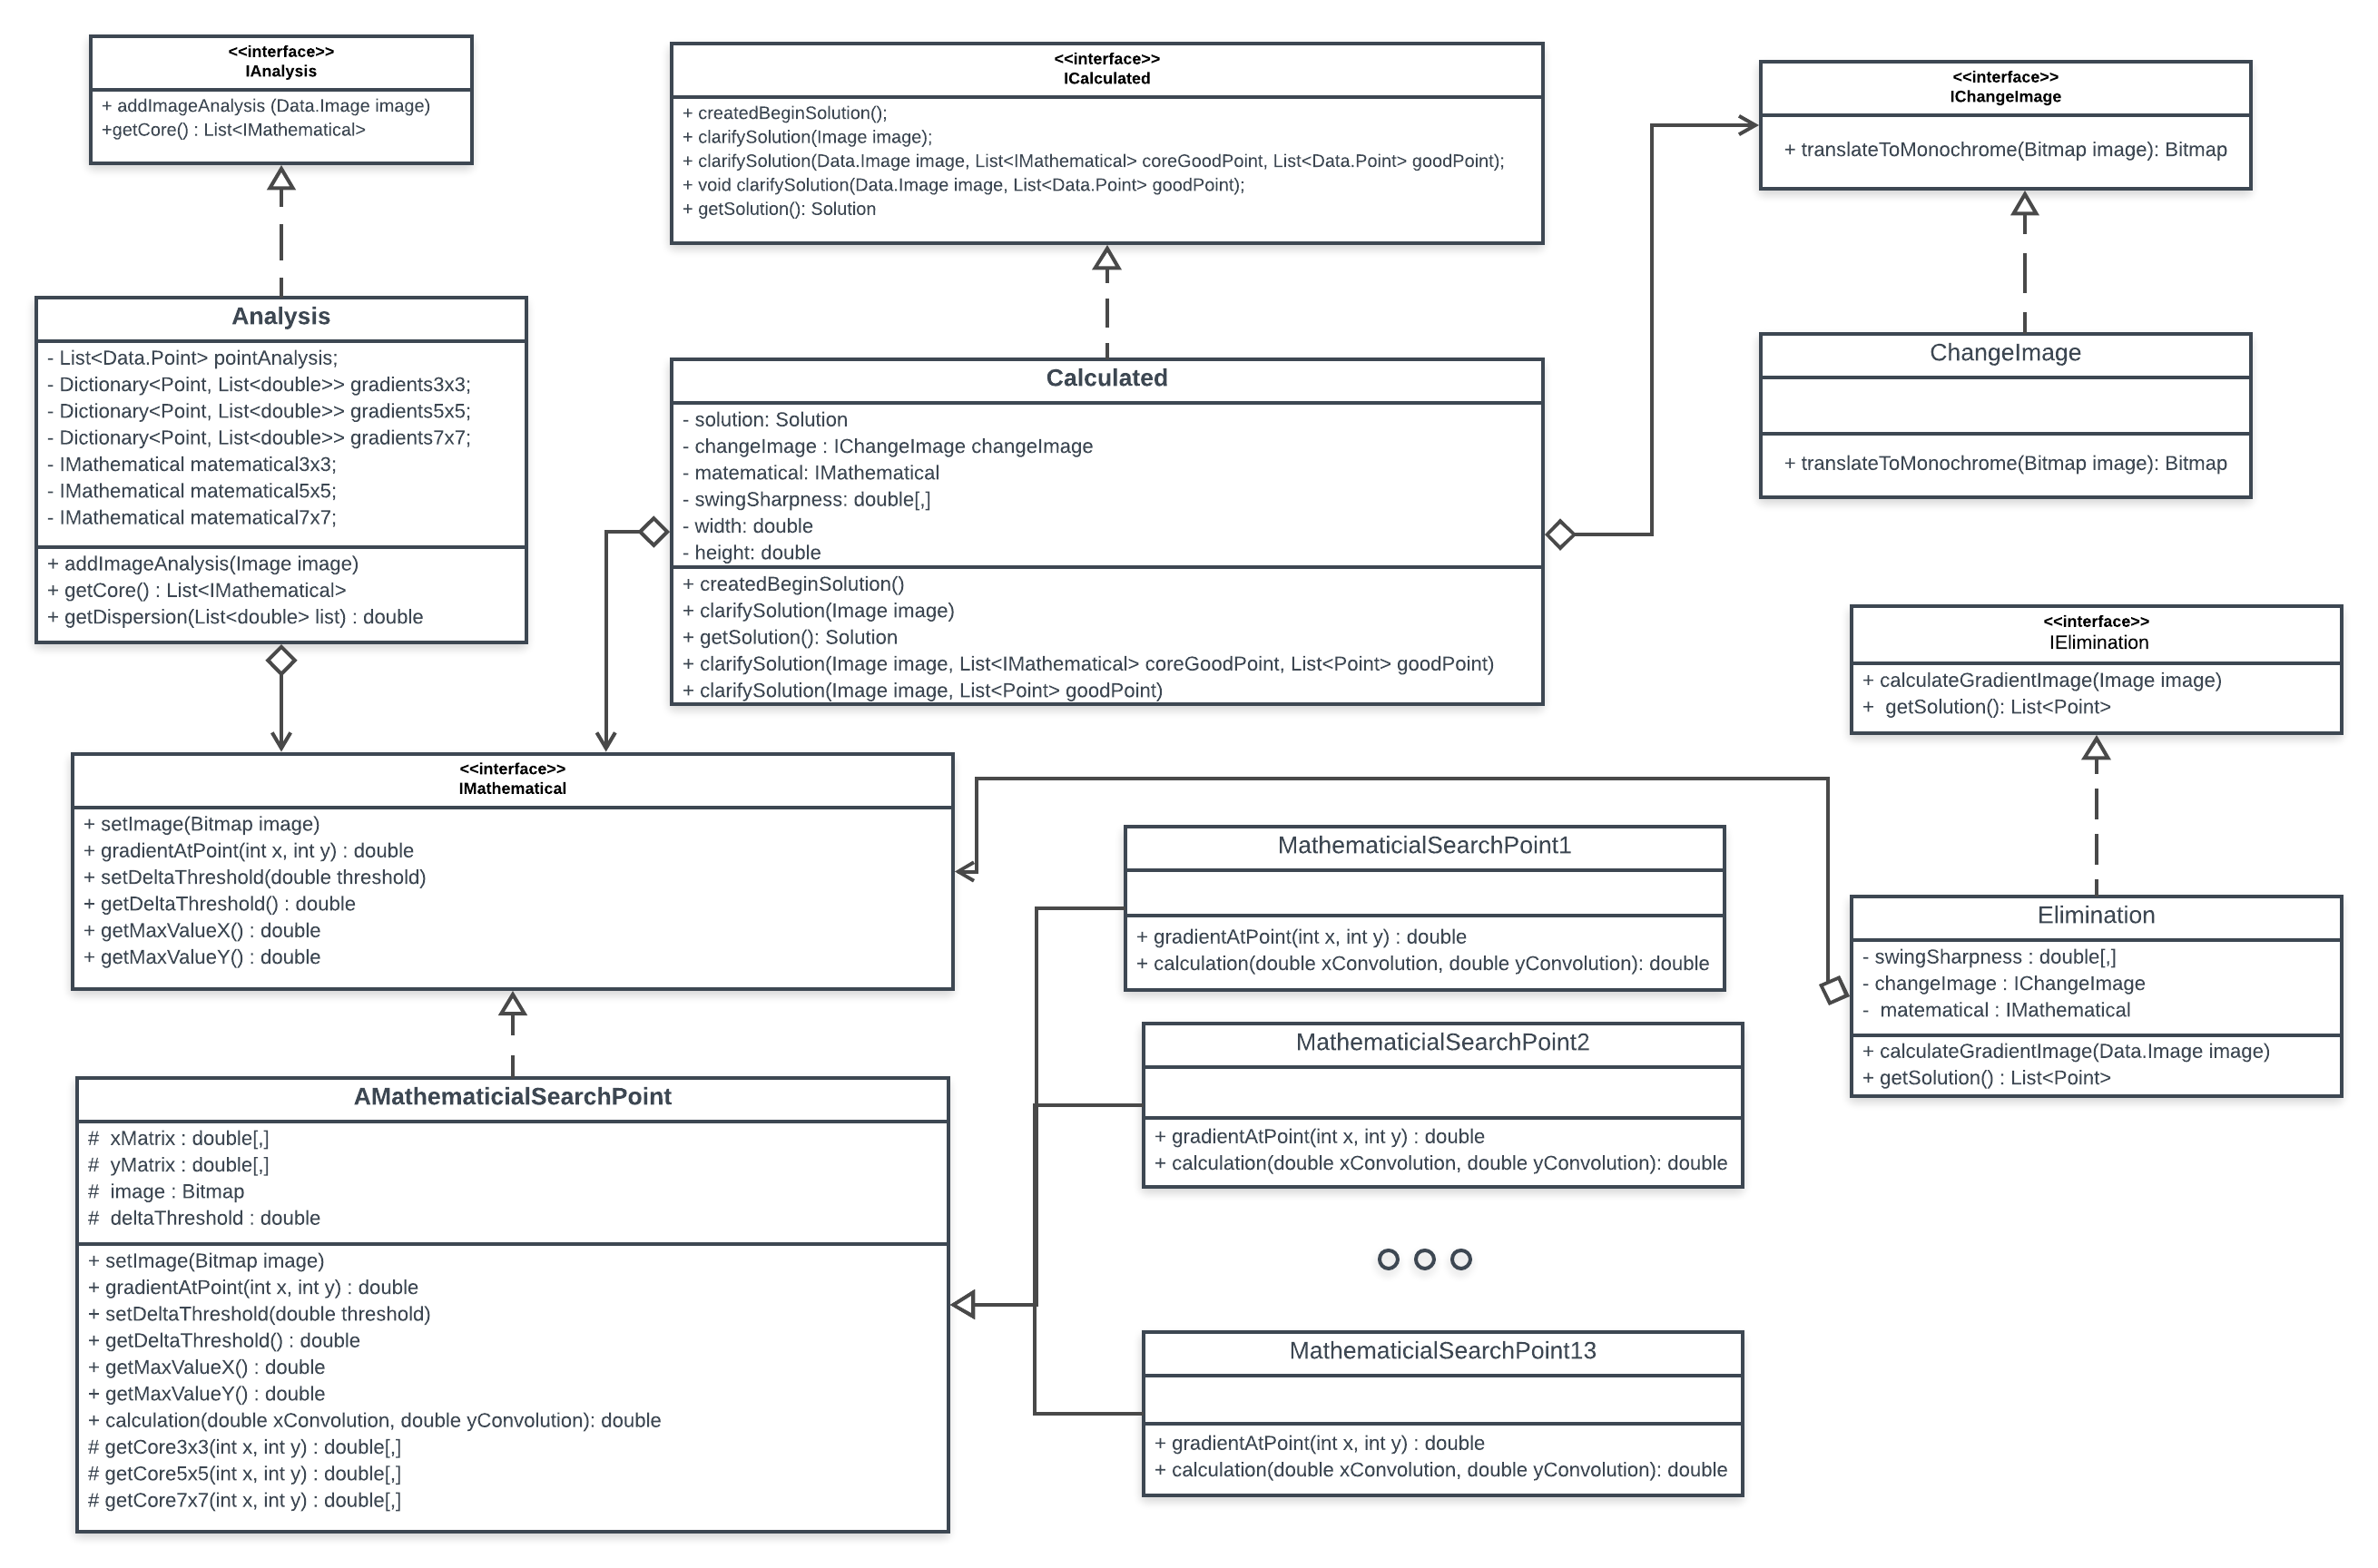 <<interface>>
IAnalysis
+ addImageAnalysis (Data.Image image)
+getCore() : List<IMathematical>
<<interface>>
ICalculated
+ createdBeginSolution();
+ clarifySolution(Image image);
+ clarifySolution(Data.Image image, List<IMathematical> coreGoodPoint, List<Data.Point> goodPoint);
+ void clarifySolution(Data.Image image, List<Data.Point> goodPoint);
+ getSolution(): Solution
<<interface>>
IChangeImage
+ translateToMonochrome(Bitmap image): Bitmap
Analysis
- List<Data.Point> pointAnalysis;
- Dictionary<Point, List<double>> gradients3x3;
- Dictionary<Point, List<double>> gradients5x5;
- Dictionary<Point, List<double>> gradients7x7;
- IMathematical matematical3x3;
- IMathematical matematical5x5;
- IMathematical matematical7x7;
+ addImageAnalysis(Image image)
+ getCore() : List<IMathematical>
+ getDispersion(List<double> list) : double
Calculated
- solution: Solution
- changeImage : IChangeImage changeImage
- matematical: IMathematical
- swingSharpness: double[,]
- width: double
- height: double
+ createdBeginSolution()
+ clarifySolution(Image image)
+ getSolution(): Solution
+ clarifySolution(Image image, List<IMathematical> coreGoodPoint, List<Point> goodPoint)
+ clarifySolution(Image image, List<Point> goodPoint)
ChangeImage
+ translateToMonochrome(Bitmap image): Bitmap
<<interface>>
IElimination
+ calculateGradientImage(Image image)
+ getSolution(): List<Point>
<<interface>>
IMathematical
+ setImage(Bitmap image)
+ gradientAtPoint(int x, int y) : double
+ setDeltaThreshold(double threshold)
+ getDeltaThreshold() : double
+ getMaxValueX() : double
+ getMaxValueY() : double
MathematicialSearchPoint1
+ gradientAtPoint(int x, int y) : double
+ calculation(double xConvolution, double yConvolution): double
Elimination
- swingSharpness : double[,]
- changeImage : IChangeImage
- matematical : IMathematical
+ calculateGradientImage(Data.Image image)
+ getSolution() : List<Point>
MathematicialSearchPoint2
+ gradientAtPoint(int x, int y) : double
+ calculation(double xConvolution, double yConvolution): double
AMathematicialSearchPoint
# xMatrix : double[,]
# yMatrix : double[,]
# image : Bitmap
# deltaThreshold : double
+ setImage(Bitmap image)
+ gradientAtPoint(int x, int y) : double
+ setDeltaThreshold(double threshold)
+ getDeltaThreshold() : double
+ getMaxValueX() : double
+ getMaxValueY() : double
+ calculation(double xConvolution, double yConvolution): double
# getCore3x3(int x, int y) : double[,]
# getCore5x5(int x, int y) : double[,]
# getCore7x7(int x, int y) : double[,]
MathematicialSearchPoint13
+ gradientAtPoint(int x, int y) : double
+ calculation(double xConvolution, double yConvolution): double